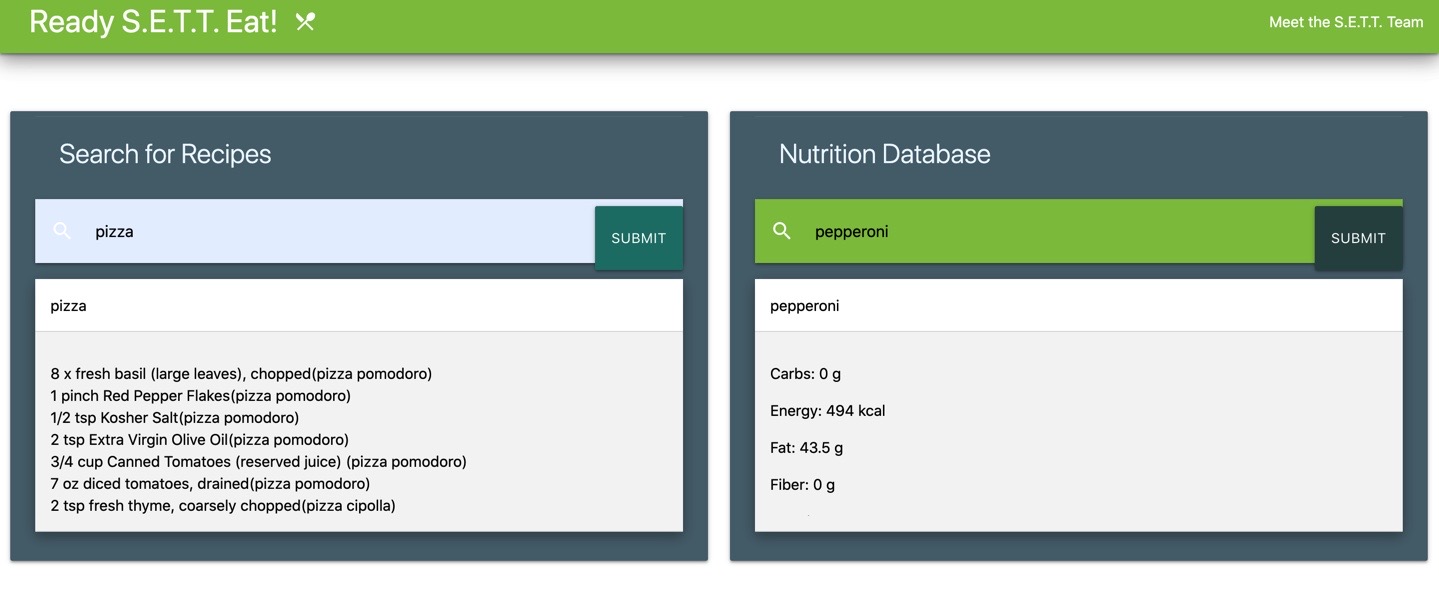 Ready S.E.T.T. Eat!
Meet the S.E.T.T. Team
Search for Recipes
pizza
SUBMIT
pizza
8 x fresh basil (large leaves), chopped(pizza pomodoro)
1 pinch Red Pepper Flakes(pizza pomodoro)
1/2 tsp Kosher Salt(pizza pomodoro)
2 tsp Extra Virgin Olive Oil(pizza pomodoro)
3/4 cup Canned Tomatoes (reserved juice) (pizza pomodoro)
7 oz diced tomatoes, drained(pizza pomodoro)
2 tsp fresh thyme, coarsely chopped(pizza cipolla)
Nutrition Database
pepperoni
SUBMIT
pepperoni
Carbs: 0 g
Energy: 494 kcal
Fat: 43.5 g
Fiber: 0 g